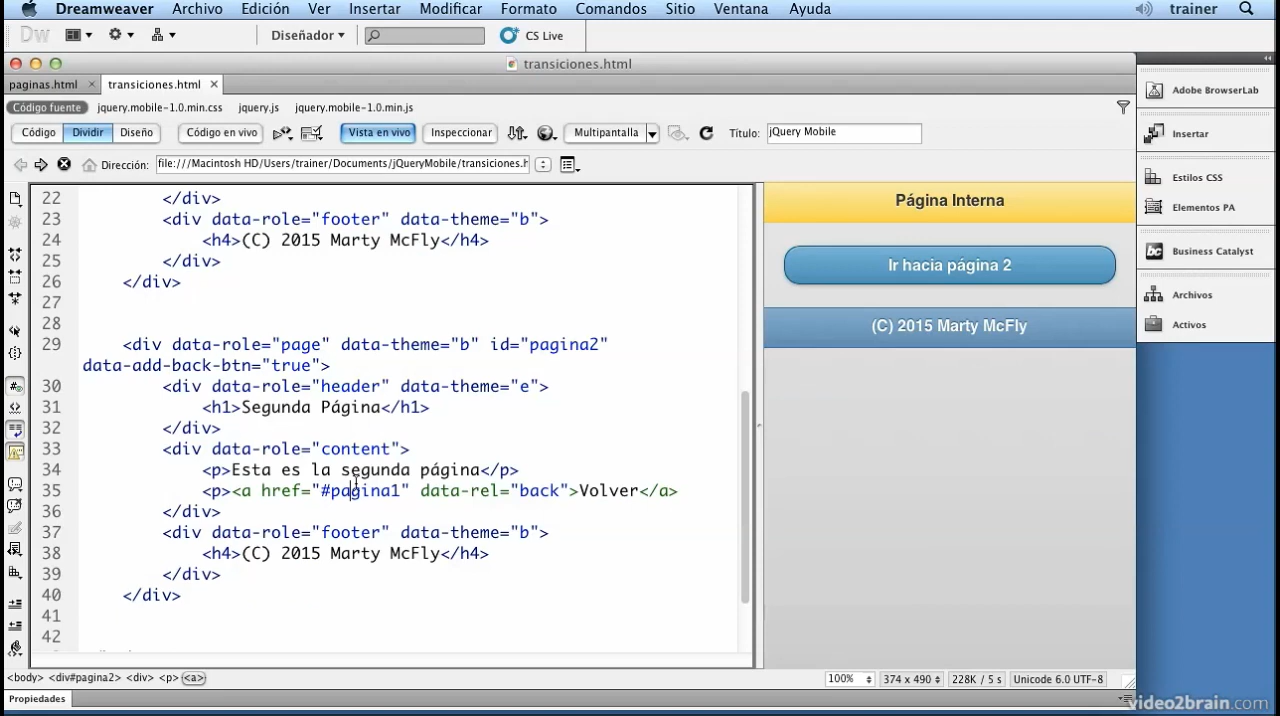 Dreamweaver Archivo Edición Ver Insertar Modificar Formato Comandos Sitio Ventana Ayuda trainer
Dw Diseñador CS Live
transiciones.html
paginas.html transiciones.html
Código fuente jquery.mobile-1.0.min.css jquery.js jquery.mobile-1.0.min.js
Código Dividir Diseño Código en vivo Vista en vivo Inspeccionar Multipantalla Título: jQuery Mobile
Dirección: file:///Macintosh HD/Users/trainer/Documents/jQueryMobile/transiciones.h
22 </div>
23 <div data-role="footer" data-theme="b">
24 <h4>(C) 2015 Marty McFly</h4>
25 </div>
26 </div>
27
28
29 <div data-role="page" data-theme="b" id="pagina2"
data-add-back-btn="true">
30 <div data-role="header" data-theme="e">
31 <h1>Segunda Página</h1>
32 </div>
33 <div data-role="content">
34 <p>Esta es la segunda página</p>
35 <p><a href="#pagina1" data-rel="back">Volver</a>
36 </div>
37 <div data-role="footer" data-theme="b">
38 <h4>(C) 2015 Marty McFly</h4>
39 </div>
40 </div>
41
42
Página Interna
Ir hacia página 2
(C) 2015 Marty McFly
Adobe BrowserLab
Insertar
Estilos CSS
Elementos PA
bc Business Catalyst
Archivos
Activos
<body> <div#pagina2> <div> <p> <a> 100% 374 x 490 228K / 5 s Unicode 6.0 UTF-8
Propiedades
video2brain.com